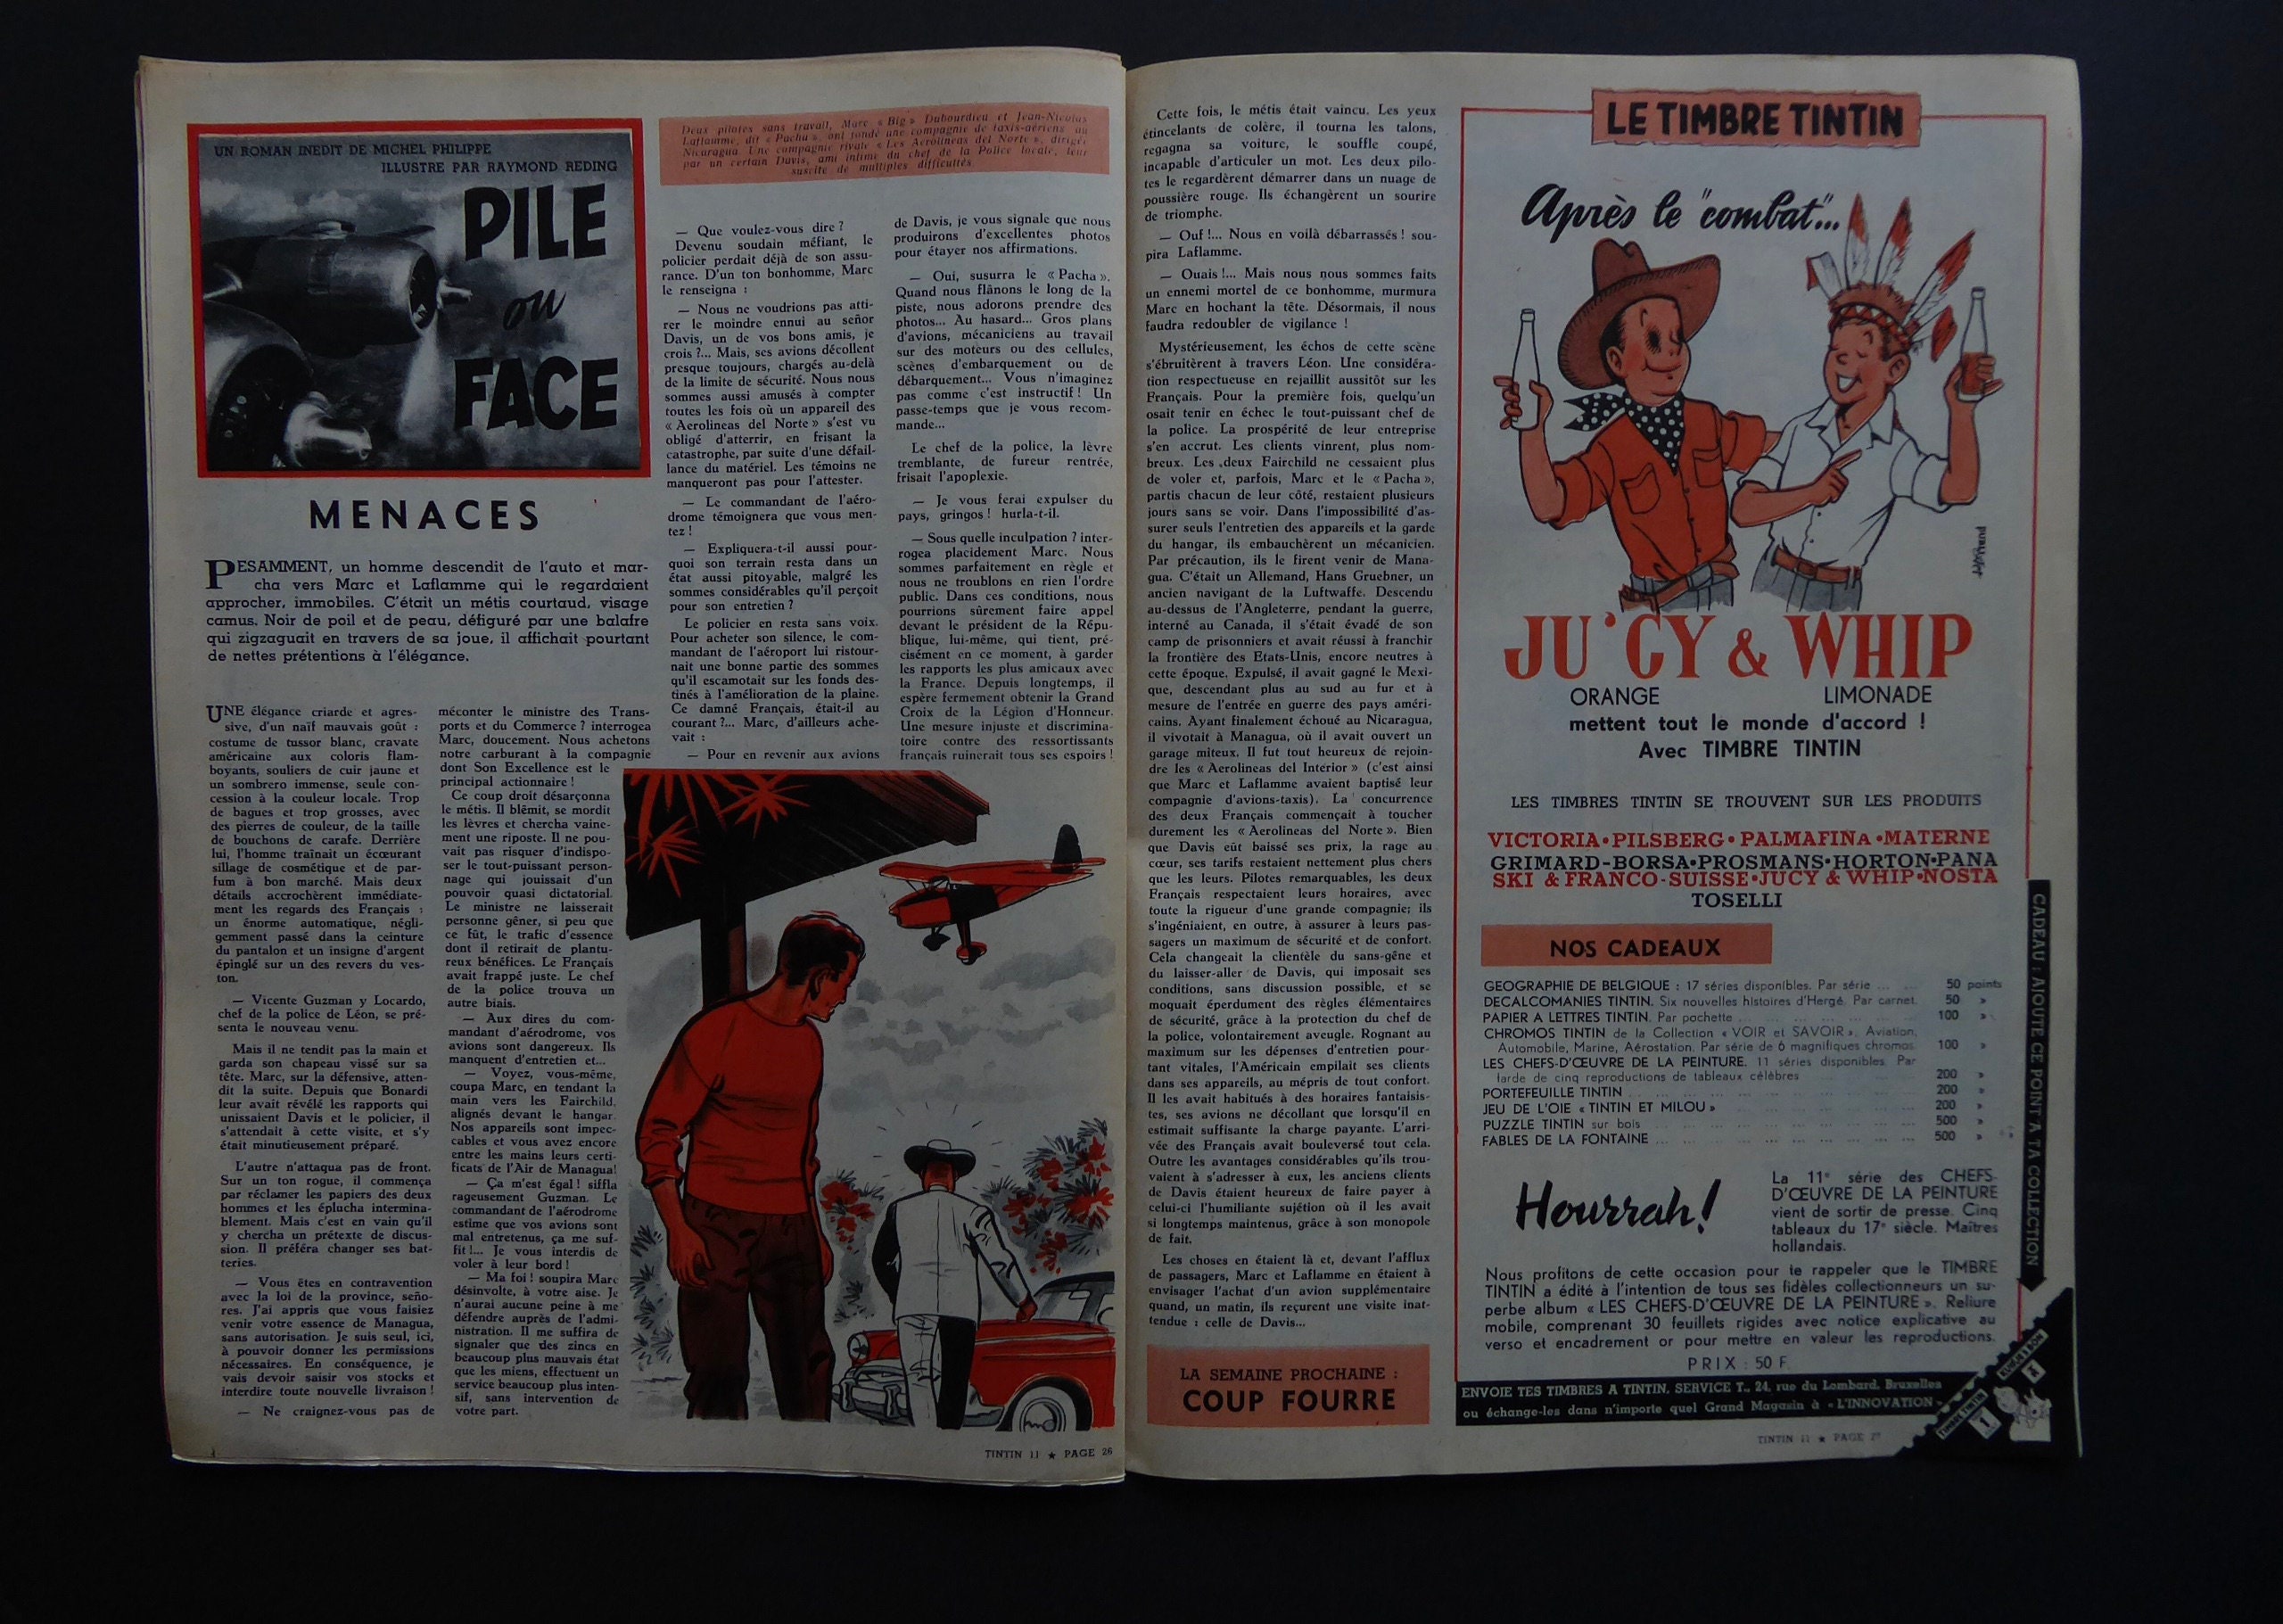 UN ROMAN INEDIT DE MICHEL PHILIPPE
ILLUSTRE PAR RAYMOND REDING
PILE
ou
FACE
MENACES
PESAMMENT, un homme descendit de l'auto et mar-
cha vers Marc et Laflamme qui le regardaient
approcher, immobiles. C'était un métis courtaud, visage
camus. Noir de poil et de peau, défiguré par une balafre
qui zigzaguait en travers de sa joue, il affichait pourtant
de nettes prétentions à l'élégance.
UNE élégance criarde et agres-
sive, d'un naïf mauvais goût :
costume de tussor blanc, cravate
américaine aux coloris flam-
boyants, souliers de cuir jaune et
un sombrero immense, seule con-
cession à la couleur locale. Trop
de bagues et trop grosses, avec
des pierres de couleur, de la taille
de bouchons de carafe. Derrière
lui, l'homme traînait un écœurant
sillage de cosmétique et de par-
fum à bon marché. Mais deux
détails accrochèrent immédiate-
ment les regards des Français :
un énorme automatique, négli-
gemment passé dans la ceinture
du pantalon et un insigne d'argent
épinglé sur un des revers du ves-
ton.
— Vicente Guzman y Locardo,
chef de la police de Léon, se pré-
senta le nouveau venu.
Mais il ne tendit pas la main et
garda son chapeau vissé sur sa
tête. Marc, sur la défensive, atten-
dit la suite. Depuis que Bonardi
leur avait révélé les rapports qui
unissaient Davis et le policier, il
s'attendait à cette visite, et s'y
était minutieusement préparé.
L'autre n'attaqua pas de front.
Sur un ton rogue, il commença
par réclamer les papiers des deux
hommes et les éplucha intermina-
blement. Mais c'est en vain qu'il
y chercha un prétexte de discus-
sion. Il préféra changer ses bat-
teries.
— Vous êtes en contravention
avec la loi de la province, seño-
res. J'ai appris que vous faisiez
venir votre essence de Managua,
sans autorisation. Je suis seul, ici,
à pouvoir donner les permissions
nécessaires. En conséquence, je
vais devoir saisir vos stocks et
interdire toute nouvelle livraison !
— Ne craignez-vous pas de
méconter le ministre des Trans-
ports et du Commerce ? interrogea
Marc, doucement. Nous achetons
notre carburant à la compagnie
dont Son Excellence est le
principal actionnaire !
Ce coup droit désarçonna
le métis. Il blêmit, se mordit
les lèvres et chercha vaine-
ment une riposte. Il ne pou-
vait pas risquer d'indispo-
ser le tout-puissant person-
nage qui jouissait d'un
pouvoir quasi dictatorial.
Le ministre ne laisserait
personne gêner, si peu que
ce fût, le trafic d'essence
dont il retirait de plantu-
reux bénéfices. Le Français
avait frappé juste. Le chef
de la police trouva un
autre biais.
— Aux dires du com-
mandant d'aérodrome, vos
avions sont dangereux. Ils
manquent d'entretien et...
— Voyez, vous-même,
coupa Marc, en tendant la
main vers les Fairchild,
alignés devant le hangar.
Nos appareils sont impec-
cables et vous avez encore
entre les mains leurs certi-
ficats de l'Air de Managua!
— Ça m'est égal ! siffla
rageusement Guzman. Le
commandant de l'aérodrome
estime que vos avions sont
mal entretenus, ça me suf-
fit !... Je vous interdis de
voler à leur bord !
— Ma foi ! soupira Marc
désinvolte, à votre aise. Je
n'aurai aucune peine à me
défendre auprès de l'admi-
nistration. Il me suffira de
signaler que des zincs en
beaucoup plus mauvais état
que les miens, effectuent un
service beaucoup plus inten-
sif, sans intervention de
votre part.
Deux pilotes sans travail, Marc « Big » Dubourdieu et Jean-Nicolas
Laflamme, dit « Pacha », ont fondé une compagnie de taxis-aériens au
Nicaragua. Une compagnie rivale « Les Aerolineas del Norte », dirigée
par un certain Davis, ami intime du chef de la Police locale, leur
suscite de multiples difficultés.
— Que voulez-vous dire ?
Devenu soudain méfiant, le
policier perdait déjà de son assu-
rance. D'un ton bonhomme, Marc
le renseigna :
— Nous ne voudrions pas atti-
rer le moindre ennui au señor
Davis, un de vos bons amis, je
crois ?... Mais, ses avions décollent
presque toujours, chargés au-delà
de la limite de sécurité. Nous nous
sommes aussi amusés à compter
toutes les fois où un appareil des
« Aerolineas del Norte » s'est vu
obligé d'atterrir, en frisant la
catastrophe, par suite d'une défail-
lance du matériel. Les témoins ne
manqueront pas pour l'attester.
— Le commandant de l'aéro-
drome témoignera que vous men-
tez !
— Expliquera-t-il aussi pour-
quoi son terrain resta dans un
état aussi pitoyable, malgré les
sommes considérables qu'il perçoit
pour son entretien ?
Le policier en resta sans voix.
Pour acheter son silence, le com-
mandant de l'aéroport lui ristour-
nait une bonne partie des sommes
qu'il escamotait sur les fonds des-
tinés à l'amélioration de la plaine.
Ce damné Français, était-il au
courant ?... Marc, d'ailleurs ache-
vait :
— Pour en revenir aux avions
de Davis, je vous signale que nous
produirons d'excellentes photos
pour étayer nos affirmations.
— Oui, susurra le « Pacha ».
Quand nous flânons le long de la
piste, nous adorons prendre des
photos... Au hasard... Gros plans
d'avions, mécaniciens au travail
sur des moteurs ou des cellules,
scènes d'embarquement ou de
débarquement... Vous n'imaginez
pas comme c'est instructif ! Un
passe-temps que je vous recom-
mande...
Le chef de la police, la lèvre
tremblante, de fureur rentrée,
frisait l'apoplexie.
— Je vous ferai expulser du
pays, gringos ! hurla-t-il.
— Sous quelle inculpation ? inter-
rogea placidement Marc. Nous
sommes parfaitement en règle et
nous ne troublons en rien l'ordre
public. Dans ces conditions, nous
pourrions sûrement faire appel
devant le président de la Répu-
blique, lui-même, qui tient, pré-
cisément en ce moment, à garder
les rapports les plus amicaux avec
la France. Depuis longtemps, il
espère fermement obtenir la Grand
Croix de la Légion d'Honneur.
Une mesure injuste et discrimina-
toire contre des ressortissants
français ruinerait tous ses espoirs !
TINTIN 11 ★ PAGE 26
Cette fois, le métis était vaincu. Les yeux
étincelants de colère, il tourna les talons,
regagna sa voiture, le souffle coupé,
incapable d'articuler un mot. Les deux pilo-
tes le regardèrent démarrer dans un nuage de
poussière rouge. Ils échangèrent un sourire
de triomphe.
— Ouf !... Nous en voilà débarrassés ! sou-
pira Laflamme.
— Ouais !... Mais nous nous sommes faits
un ennemi mortel de ce bonhomme, murmura
Marc en hochant la tête. Désormais, il nous
faudra redoubler de vigilance !
Mystérieusement, les échos de cette scène
s'ébruitèrent à travers Léon. Une considéra-
tion respectueuse en rejaillit aussitôt sur les
Français. Pour la première fois, quelqu'un
osait tenir en échec le tout-puissant chef de
la police. La prospérité de leur entreprise
s'en accrut. Les clients vinrent, plus nom-
breux. Les deux Fairchild ne cessaient plus
de voler et, parfois, Marc et le « Pacha »,
partis chacun de leur côté, restaient plusieurs
jours sans se voir. Dans l'impossibilité d'as-
surer seuls l'entretien des appareils et la garde
du hangar, ils embauchèrent un mécanicien.
Par précaution, ils le firent venir de Mana-
gua. C'était un Allemand, Hans Gruebner, un
ancien navigant de la Luftwaffe. Descendu
au-dessus de l'Angleterre, pendant la guerre,
interné au Canada, il s'était évadé de son
camp de prisonniers et avait réussi à franchir
la frontière des Etats-Unis, encore neutres à
cette époque. Expulsé, il avait gagné le Mexi-
que, descendant plus au sud au fur et à
mesure de l'entrée en guerre des pays améri-
cains. Ayant finalement échoué au Nicaragua,
il vivotait à Managua, où il avait ouvert un
garage miteux. Il fut tout heureux de rejoin-
dre les « Aerolineas del Interior » (c'est ainsi
que Marc et Laflamme avaient baptisé leur
compagnie d'avions-taxis). La concurrence
des deux Français commençait à toucher
durement les « Aerolineas del Norte ». Bien
que Davis eût baissé ses prix, la rage au
cœur, ses tarifs restaient nettement plus chers
que les leurs. Pilotes remarquables, les deux
Français respectaient leurs horaires, avec
toute la rigueur d'une grande compagnie; ils
s'ingéniaient, en outre, à assurer à leurs pas-
sagers un maximum de sécurité et de confort.
Cela changeait la clientèle du sans-gêne et
du laisser-aller de Davis, qui imposait ses
conditions, sans discussion possible, et se
moquait éperdument des règles élémentaires
de sécurité, grâce à la protection du chef de
la police, volontairement aveugle. Rognant au
maximum sur les dépenses d'entretien pour-
tant vitales, l'Américain empilait ses clients
dans ses appareils, au mépris de tout confort.
Il les avait habitués à des horaires fantaisis-
tes, ses avions ne décollant que lorsqu'il en
estimait suffisante la charge payante. L'arri-
vée des Français avait bouleversé tout cela.
Outre les avantages considérables qu'ils trou-
vaient à s'adresser à eux, les anciens clients
de Davis étaient heureux de faire payer à
celui-ci l'humiliante sujétion où il les avait
si longtemps maintenus, grâce à son monopole
de fait.
Les choses en étaient là et, devant l'afflux
de passagers, Marc et Laflamme en étaient à
envisager l'achat d'un avion supplémentaire
quand, un matin, ils reçurent une visite inat-
tendue : celle de Davis...
LA SEMAINE PROCHAINE :
COUP FOURRE
LE TIMBRE TINTIN
Après le "combat"...
JU'CY & WHIP
ORANGE LIMONADE
mettent tout le monde d'accord !
Avec TIMBRE TINTIN
LES TIMBRES TINTIN SE TROUVENT SUR LES PRODUITS
VICTORIA•PILSBERG•PALMAFINA•MATERNE
GRIMARD-BORSA•PROSMANS•HORTON•PANA
SKI & FRANCO-SUISSE•JUCY & WHIP•NOSTA
TOSELLI
NOS CADEAUX
GEOGRAPHIE DE BELGIQUE : 17 séries disponibles. Par série ... ... 50 points
DECALCOMANIES TINTIN. Six nouvelles histoires d'Hergé. Par carnet. 50 »
PAPIER A LETTRES TINTIN. Par pochette ... 100 »
CHROMOS TINTIN de la Collection « VOIR et SAVOIR ». Aviation,
Automobile, Marine, Aérostation. Par série de 6 magnifiques chromos 100 »
LES CHEFS-D'ŒUVRE DE LA PEINTURE. 11 séries disponibles. Par
farde de cinq reproductions de tableaux célèbres 200 »
PORTEFEUILLE TINTIN ... 200 »
JEU DE L'OIE « TINTIN ET MILOU » ... 200 »
PUZZLE TINTIN sur bois ... 500 »
FABLES DE LA FONTAINE ... 500 »
Hourrah!
La 11e série des CHEFS-
D'ŒUVRE DE LA PEINTURE
vient de sortir de presse. Cinq
tableaux du 17e siècle. Maîtres
hollandais.
Nous profitons de cette occasion pour te rappeler que le TIMBRE
TINTIN a édité à l'intention de tous ses fidèles collectionneurs un su-
perbe album « LES CHEFS-D'ŒUVRE DE LA PEINTURE ». Reliure
mobile, comprenant 30 feuillets rigides avec notice explicative au
verso et encadrement or pour mettre en valeur les reproductions.
PRIX : 50 F.
ENVOIE TES TIMBRES A TINTIN, SERVICE T., 24, rue du Lombard, Bruxelles
ou échange-les dans n'importe quel Grand Magasin à « L'INNOVATION »
CADEAU : AJOUTE CE POINT A TA COLLECTION
TIMBRE TINTIN
1
TINTIN 11 ★ PAGE 27